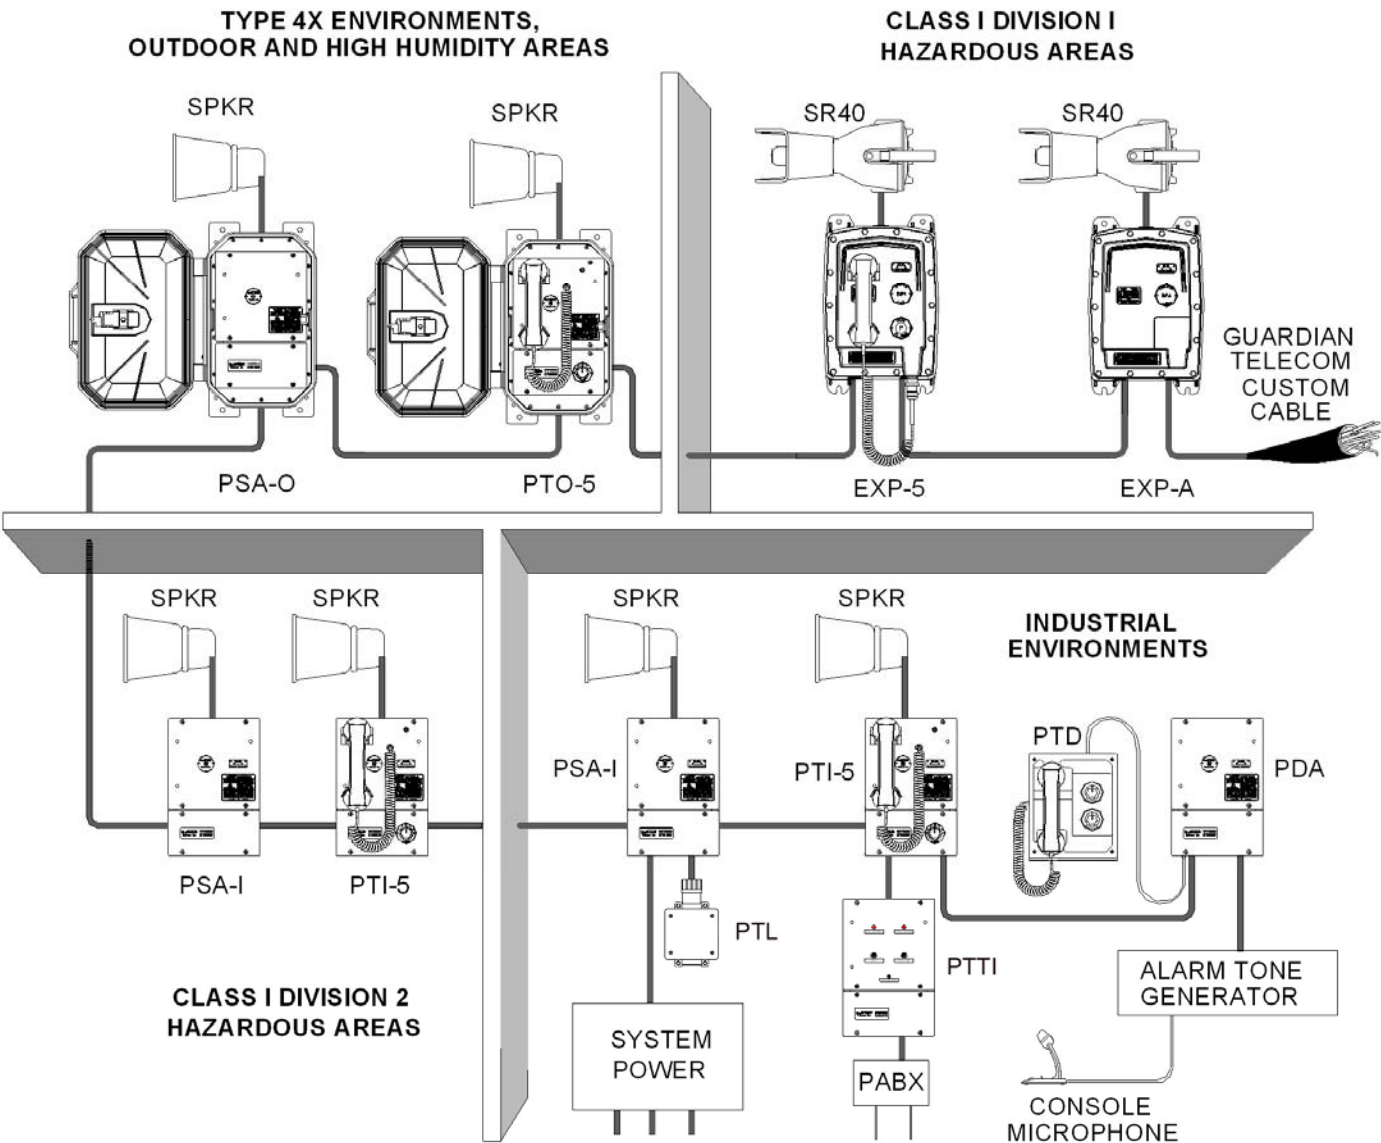 TYPE 4X ENVIRONMENTS,
OUTDOOR AND HIGH HUMIDITY AREAS
CLASS I DIVISION I
HAZARDOUS AREAS
SPKR
SPKR
SR40
SR40
GUARDIAN
TELECOM
CUSTOM
CABLE
PSA-O
PTO-5
EXP-5
EXP-A
SPKR
SPKR
SPKR
SPKR
INDUSTRIAL
ENVIRONMENTS
PSA-I
PTI-5
PTD
PDA
PSA-I
PTI-5
PTL
PTTI
CLASS I DIVISION 2
HAZARDOUS AREAS
SYSTEM
POWER
PABX
ALARM TONE
GENERATOR
CONSOLE
MICROPHONE